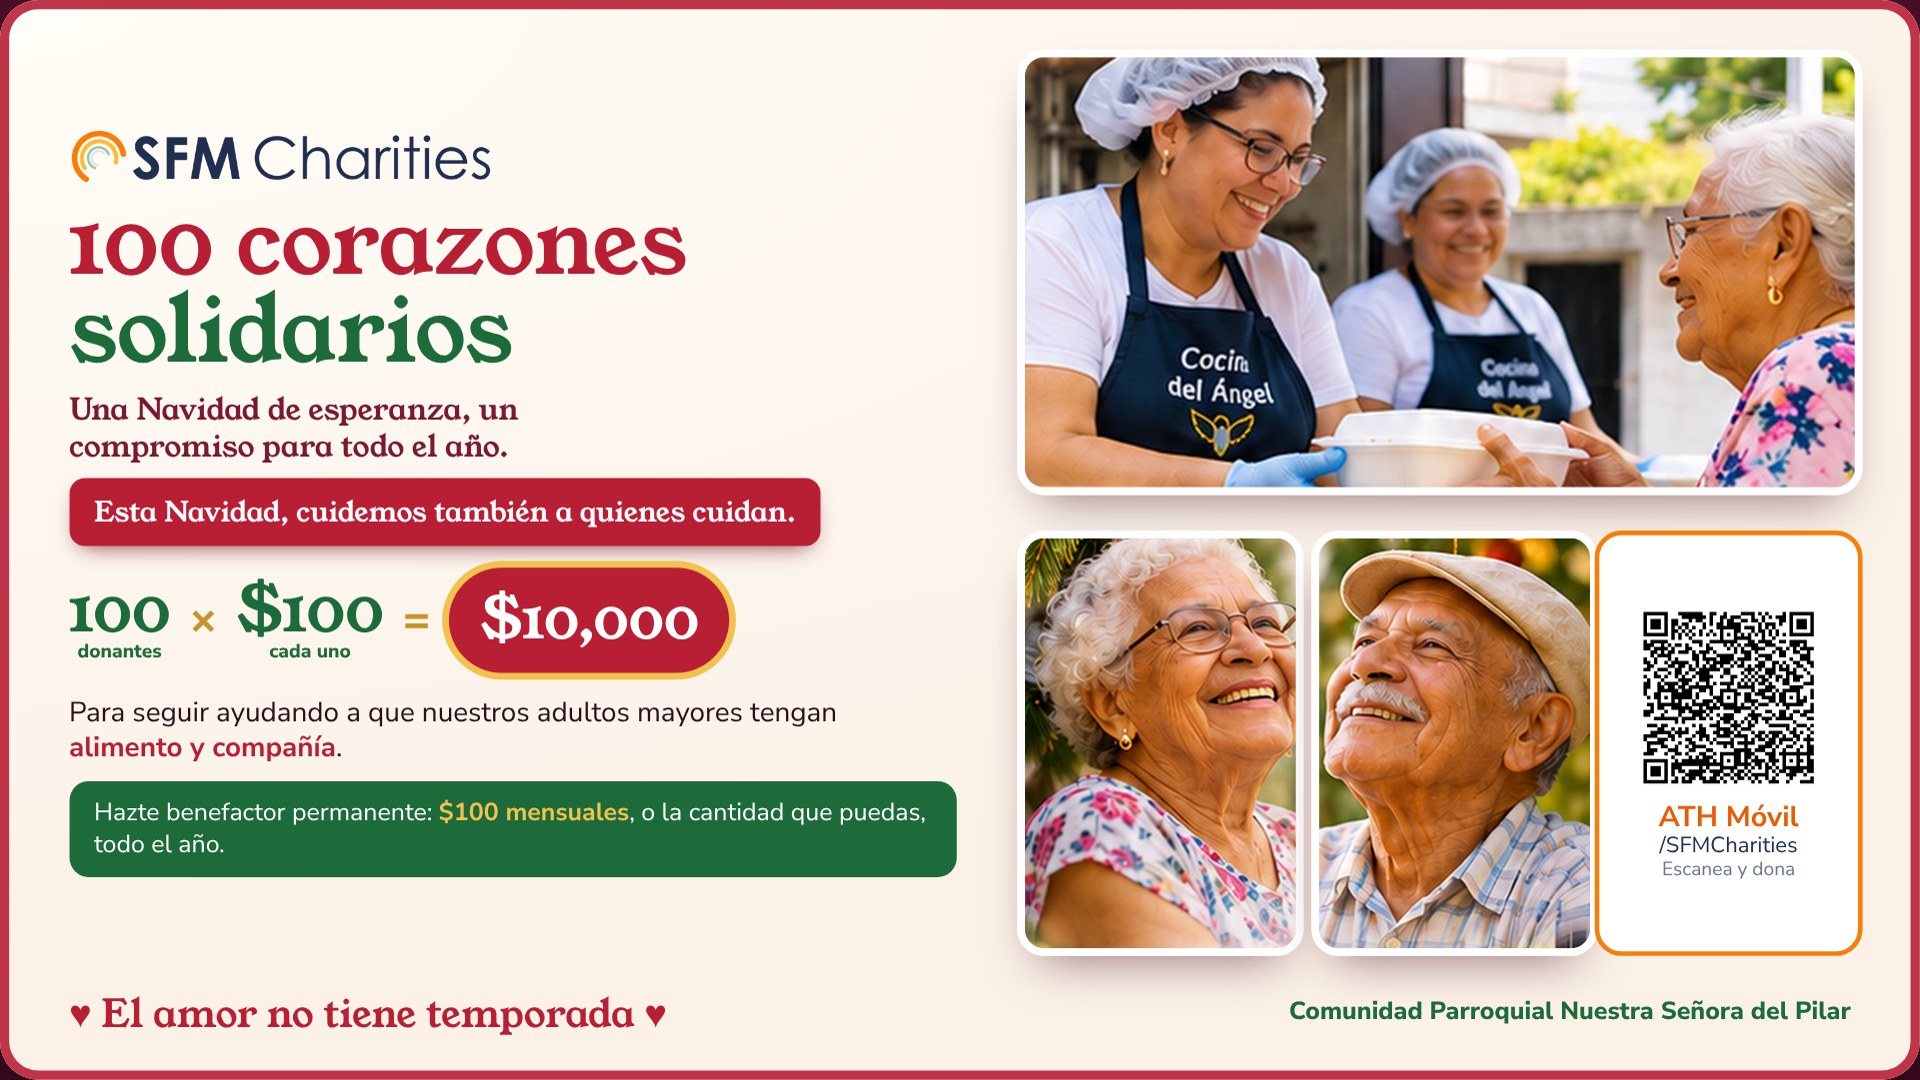 SFM Charities
100 corazones
solidarios
Una Navidad de esperanza, un
compromiso para todo el año.
Esta Navidad, cuidemos también a quienes cuidan.
100 × $100 = $10,000
donantes cada uno
Para seguir ayudando a que nuestros adultos mayores tengan
alimento y compañía.
Hazte benefactor permanente: $100 mensuales, o la cantidad que puedas,
todo el año.
♥ El amor no tiene temporada ♥
Cocina
del Ángel
Cocina
del Angel
ATH Móvil
/SFMCharities
Escanea y dona
Comunidad Parroquial Nuestra Señora del Pilar